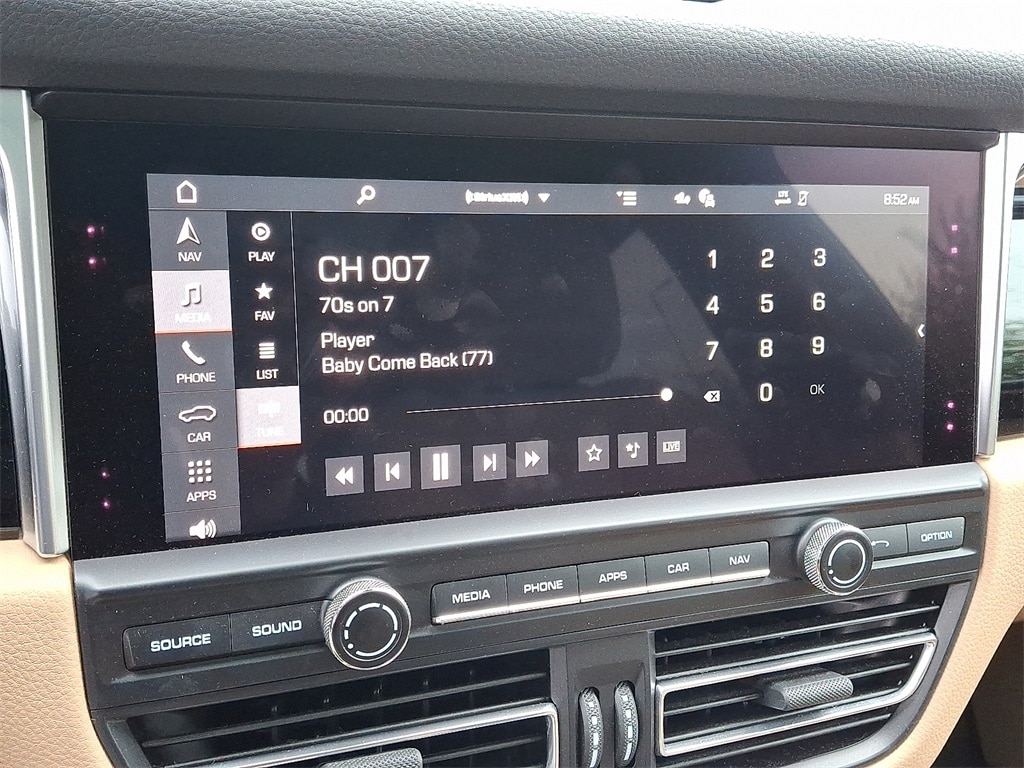 SiriusXM
LTE
8:52 AM
NAV
MEDIA
PHONE
CAR
APPS
PLAY
FAV
LIST
TUNE
CH 007
70s on 7
Player
Baby Come Back (77)
00:00
LIVE
1 2 3
4 5 6
7 8 9
0 OK
SOURCE
SOUND
MEDIA
PHONE
APPS
CAR
NAV
OPTION